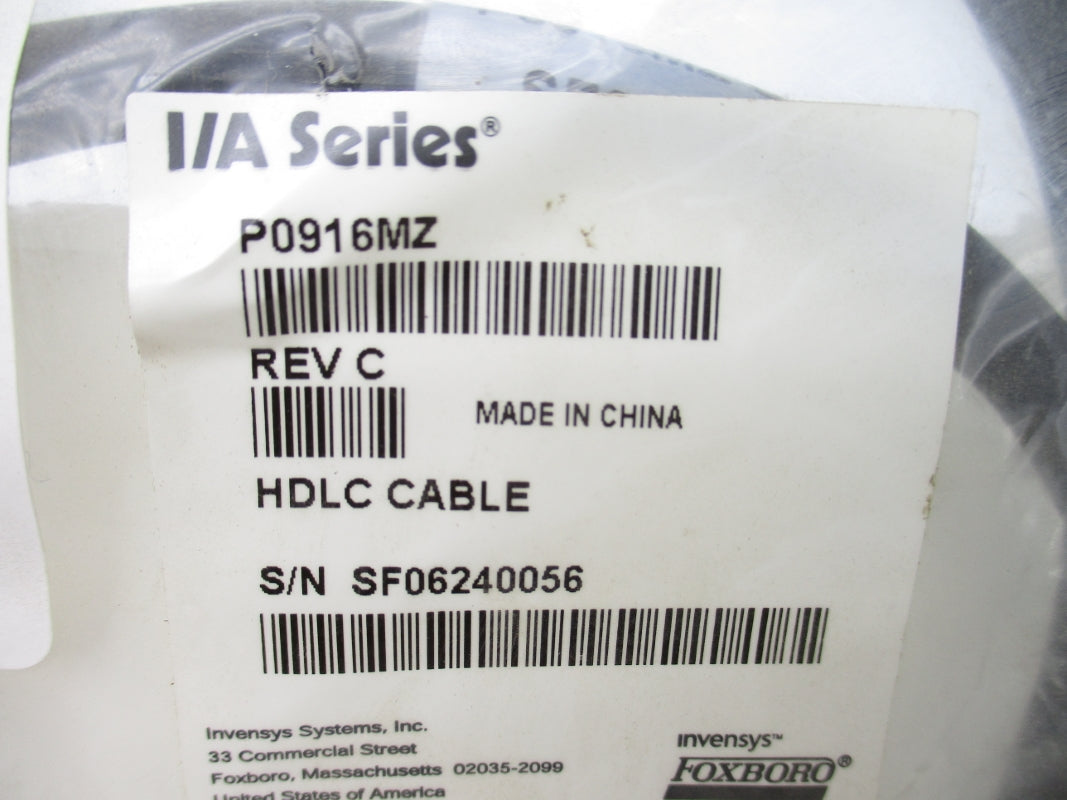 I/A Series®
P0916MZ
REV C
MADE IN CHINA
HDLC CABLE
S/N SF06240056
Invensys Systems, Inc.
33 Commercial Street
Foxboro, Massachusetts 02035-2099
United States of America
invensys™
FOXBORO®